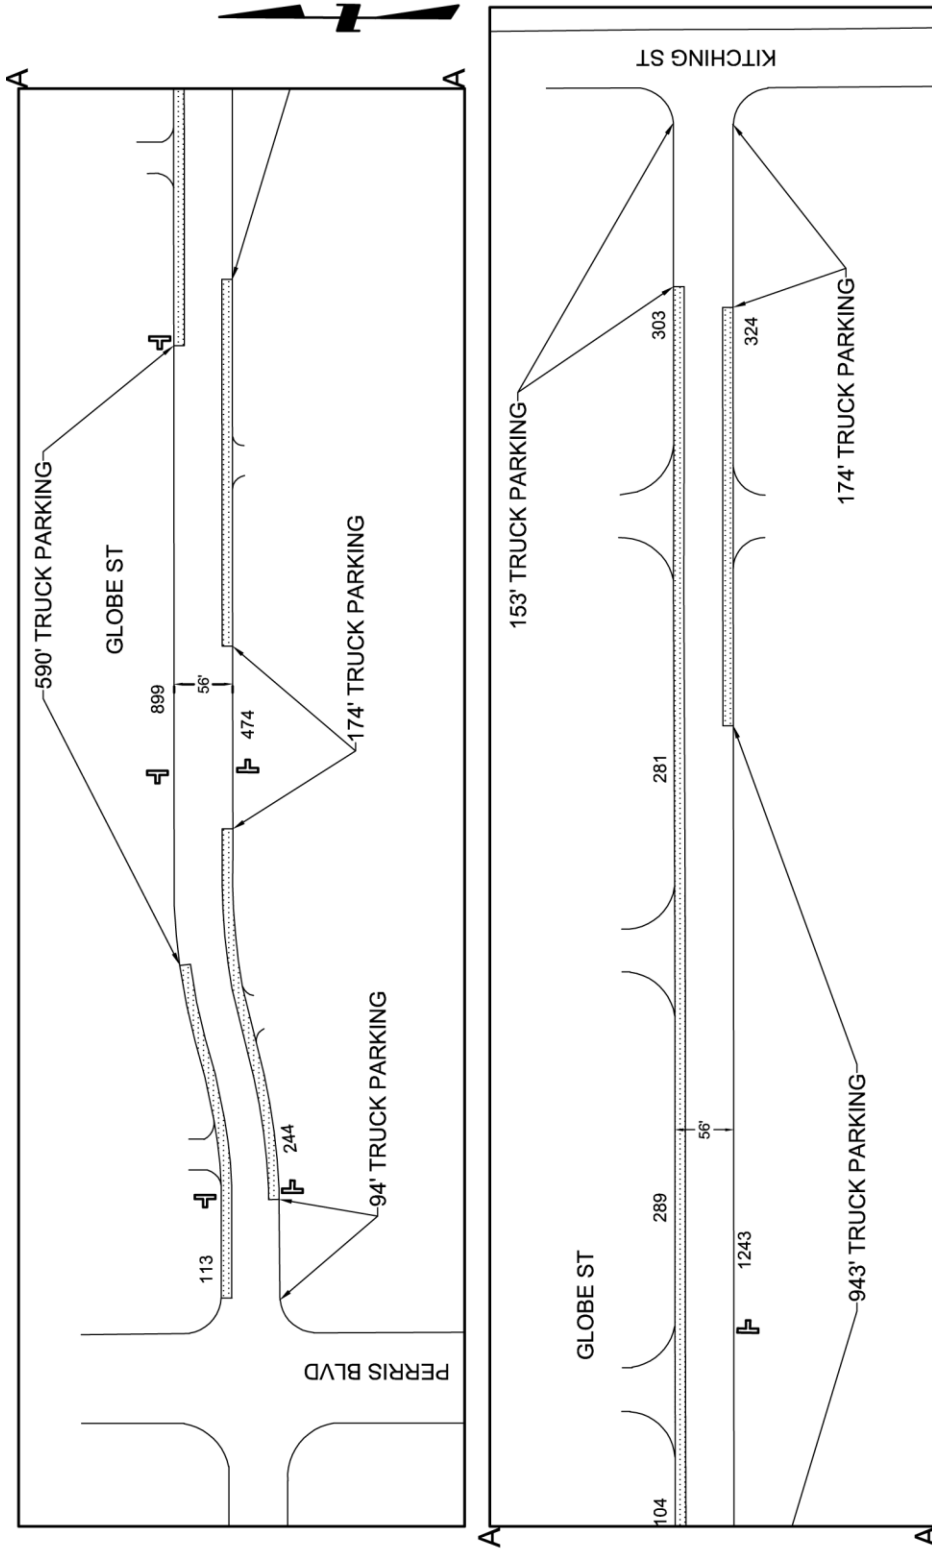 A
A
590' TRUCK PARKING
GLOBE ST
899
56'
474
174' TRUCK PARKING
113
244
94' TRUCK PARKING
PERRIS BLVD
N
KITCHING ST
153' TRUCK PARKING
303
324
174' TRUCK PARKING
281
289
56'
1243
943' TRUCK PARKING
GLOBE ST
104
A
A